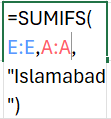 =SUMIFS(
E:E,A:A,
"Islamabad
")